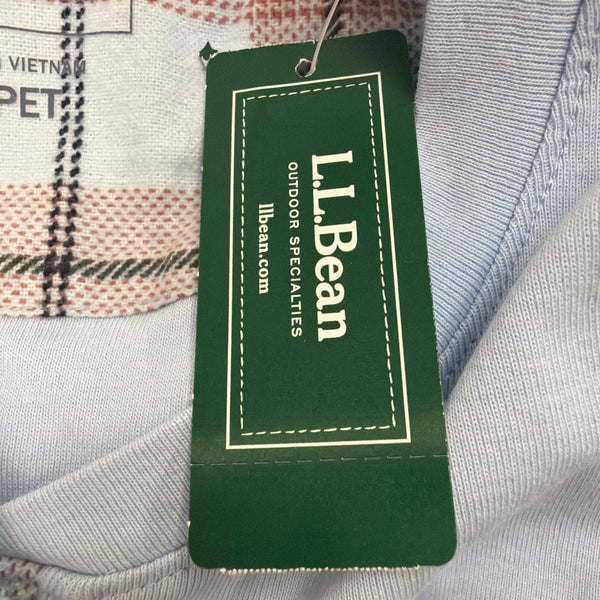 VIETNAM
PET
L.L.Bean
OUTDOOR SPECIALTIES
llbean.com